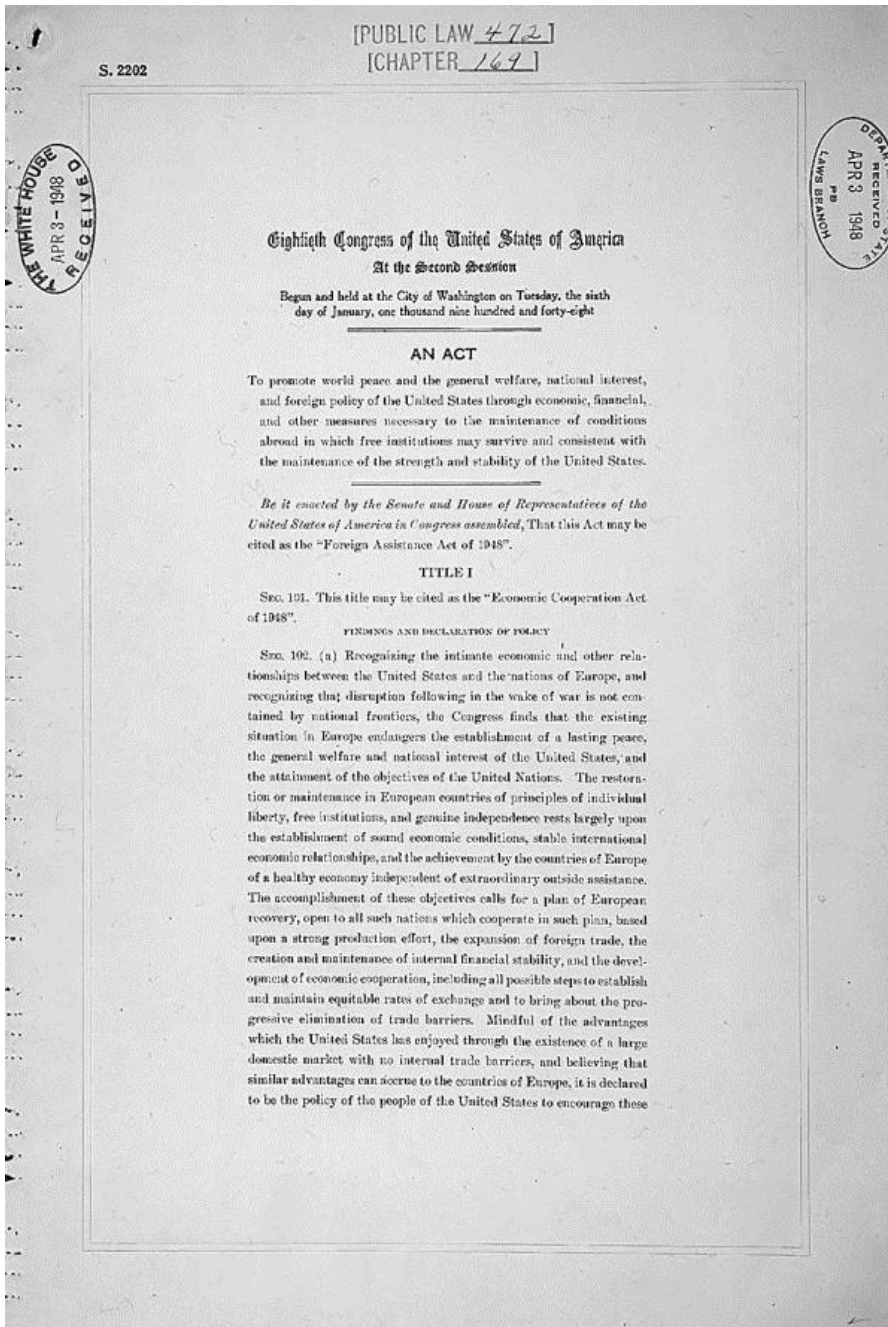 [PUBLIC LAW 472]
[CHAPTER 169]
S. 2202
THE WHITE HOUSE
APR 3 - 1948
RECEIVED
STATE
RECEIVED
APR 3 1948
PB
LAWS BRANCH
Eightieth Congress of the United States of America
At the Second Session
Begun and held at the City of Washington on Tuesday, the sixth
day of January, one thousand nine hundred and forty-eight
AN ACT
To promote world peace and the general welfare, national interest,
and foreign policy of the United States through economic, financial,
and other measures necessary to the maintenance of conditions
abroad in which free institutions may survive and consistent with
the maintenance of the strength and stability of the United States.
Be it enacted by the Senate and House of Representatives of the
United States of America in Congress assembled, That this Act may be
cited as the "Foreign Assistance Act of 1948".
TITLE I
SEC. 101. This title may be cited as the "Economic Cooperation Act
of 1948".
FINDINGS AND DECLARATION OF POLICY
SEC. 102. (a) Recognizing the intimate economic and other rela-
tionships between the United States and the nations of Europe, and
recognizing that disruption following in the wake of war is not con-
tained by national frontiers, the Congress finds that the existing
situation in Europe endangers the establishment of a lasting peace,
the general welfare and national interest of the United States, and
the attainment of the objectives of the United Nations. The restora-
tion or maintenance in European countries of principles of individual
liberty, free institutions, and genuine independence rests largely upon
the establishment of sound economic conditions, stable international
economic relationships, and the achievement by the countries of Europe
of a healthy economy independent of extraordinary outside assistance.
The accomplishment of these objectives calls for a plan of European
recovery, open to all such nations which cooperate in such plan, based
upon a strong production effort, the expansion of foreign trade, the
creation and maintenance of internal financial stability, and the devel-
opment of economic cooperation, including all possible steps to establish
and maintain equitable rates of exchange and to bring about the pro-
gressive elimination of trade barriers. Mindful of the advantages
which the United States has enjoyed through the existence of a large
domestic market with no internal trade barriers, and believing that
similar advantages can accrue to the countries of Europe, it is declared
to be the policy of the people of the United States to encourage these